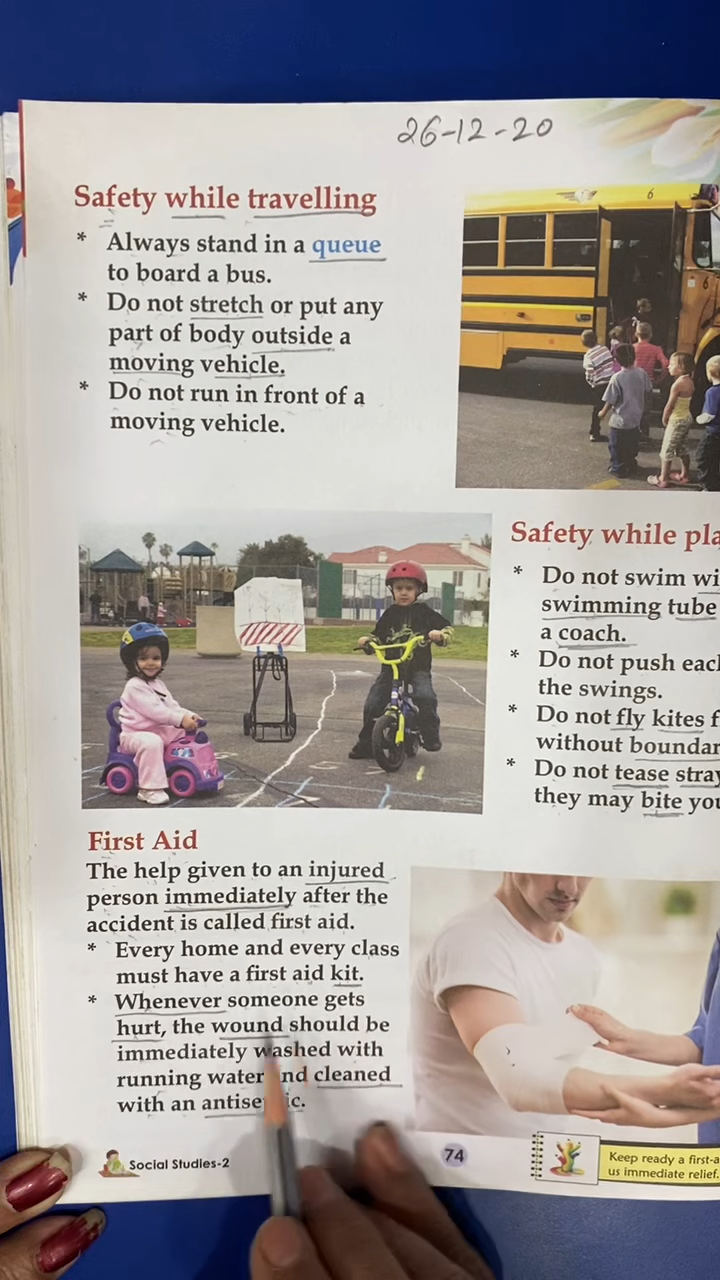 26-12-20
Safety while travelling
* Always stand in a queue
to board a bus.
* Do not stretch or put any
part of body outside a
moving vehicle.
* Do not run in front of a
moving vehicle.
6
Safety while pla
* Do not swim wi
swimming tube
a coach.
* Do not push eac
the swings.
* Do not fly kites f
without boundar
* Do not tease stray
they may bite you
First Aid
The help given to an injured
person immediately after the
accident is called first aid.
* Every home and every class
must have a first aid kit.
* Whenever someone gets
hurt, the wound should be
immediately washed with
running water nd cleaned
with an antise ic.
Social Studies-2
74
Keep ready a first-a
us immediate relief.